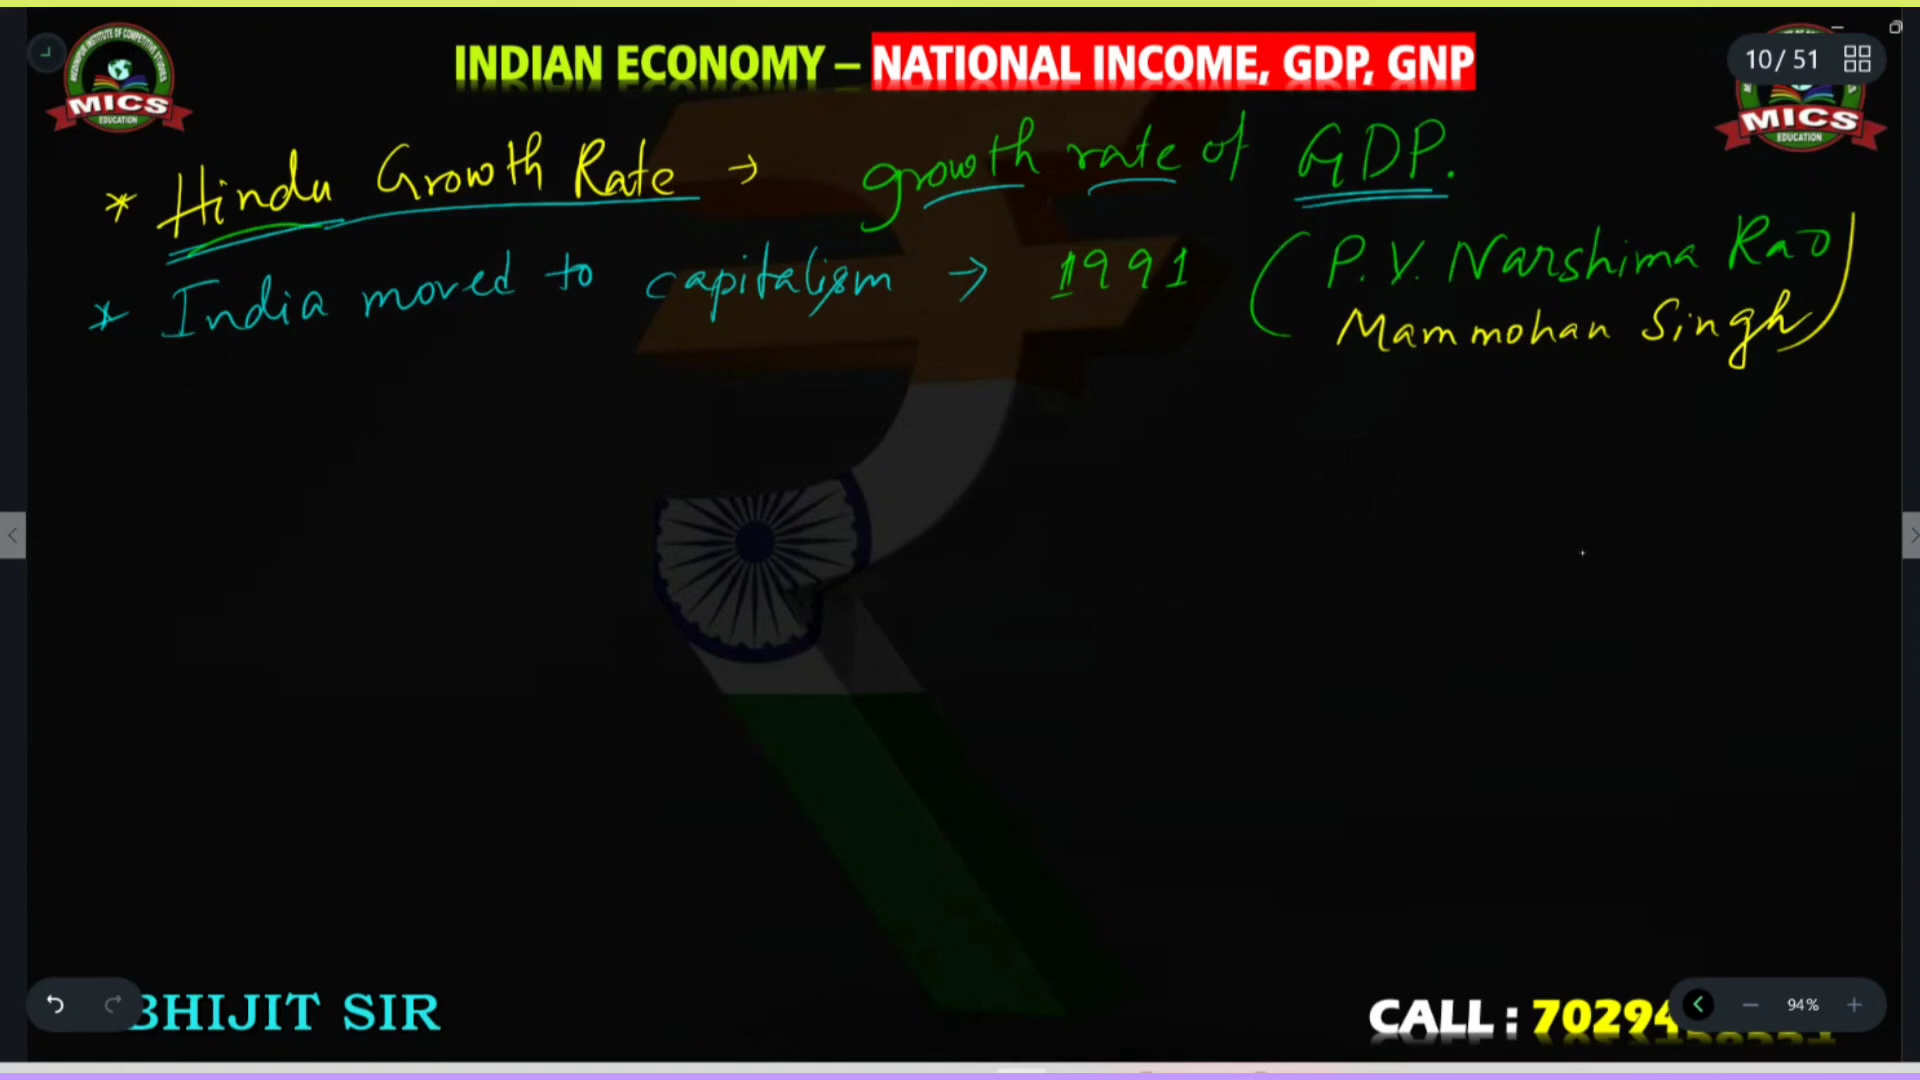 INDIAN ECONOMY – NATIONAL INCOME, GDP, GNP
10/51
MICS
EDUCATION
MICS
EDUCATION
* Hindu Growth Rate → growth rate of GDP.
* India moved to capitalism → 1991 (P.V. Narshima Rao
Mammohan Singh)
BHIJIT SIR
CALL : 70294
94%